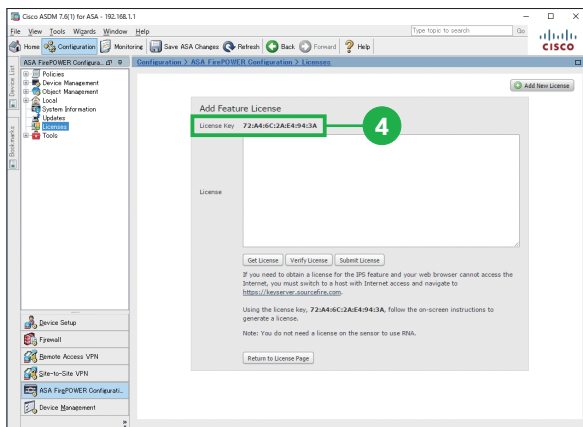 Cisco ASDM 7.6(1) for ASA - 192.168.1.1
File View Tools Wizards Window Help
Type topic to search Go
Home Configuration Monitoring Save ASA Changes Refresh Back Forward Help
CISCO
Device List
Bookmarks
ASA FirePOWER Configura..
Policies
Device Management
Object Management
Local
System Information
Updates
Licenses
Tools
Device Setup
Firewall
Remote Access VPN
Site-to-Site VPN
ASA FirePOWER Configurati..
Device Management
Configuration > ASA FirePOWER Configuration > Licenses
Add New License
Add Feature License
License Key 72:A4:6C:2A:E4:94:3A
4
License
Get License Verify License Submit License
If you need to obtain a license for the IPS feature and your web browser cannot access the
Internet, you must switch to a host with Internet access and navigate to
https://keyserver.sourcefire.com.
Using the license key, 72:A4:6C:2A:E4:94:3A, follow the on-screen instructions to
generate a license.
Note: You do not need a license on the sensor to use RNA.
Return to License Page